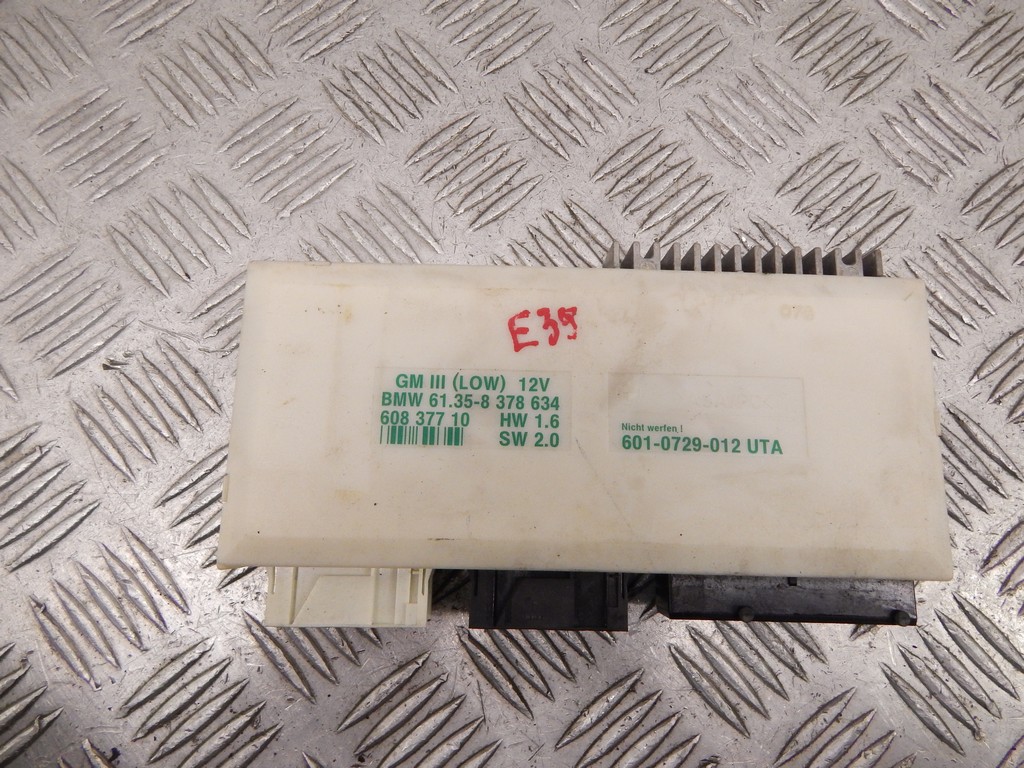 E39
GM III (LOW) 12V
BMW 61.35-8 378 634
608 377 10 HW 1.6
SW 2.0
Nicht werfen!
601-0729-012 UTA